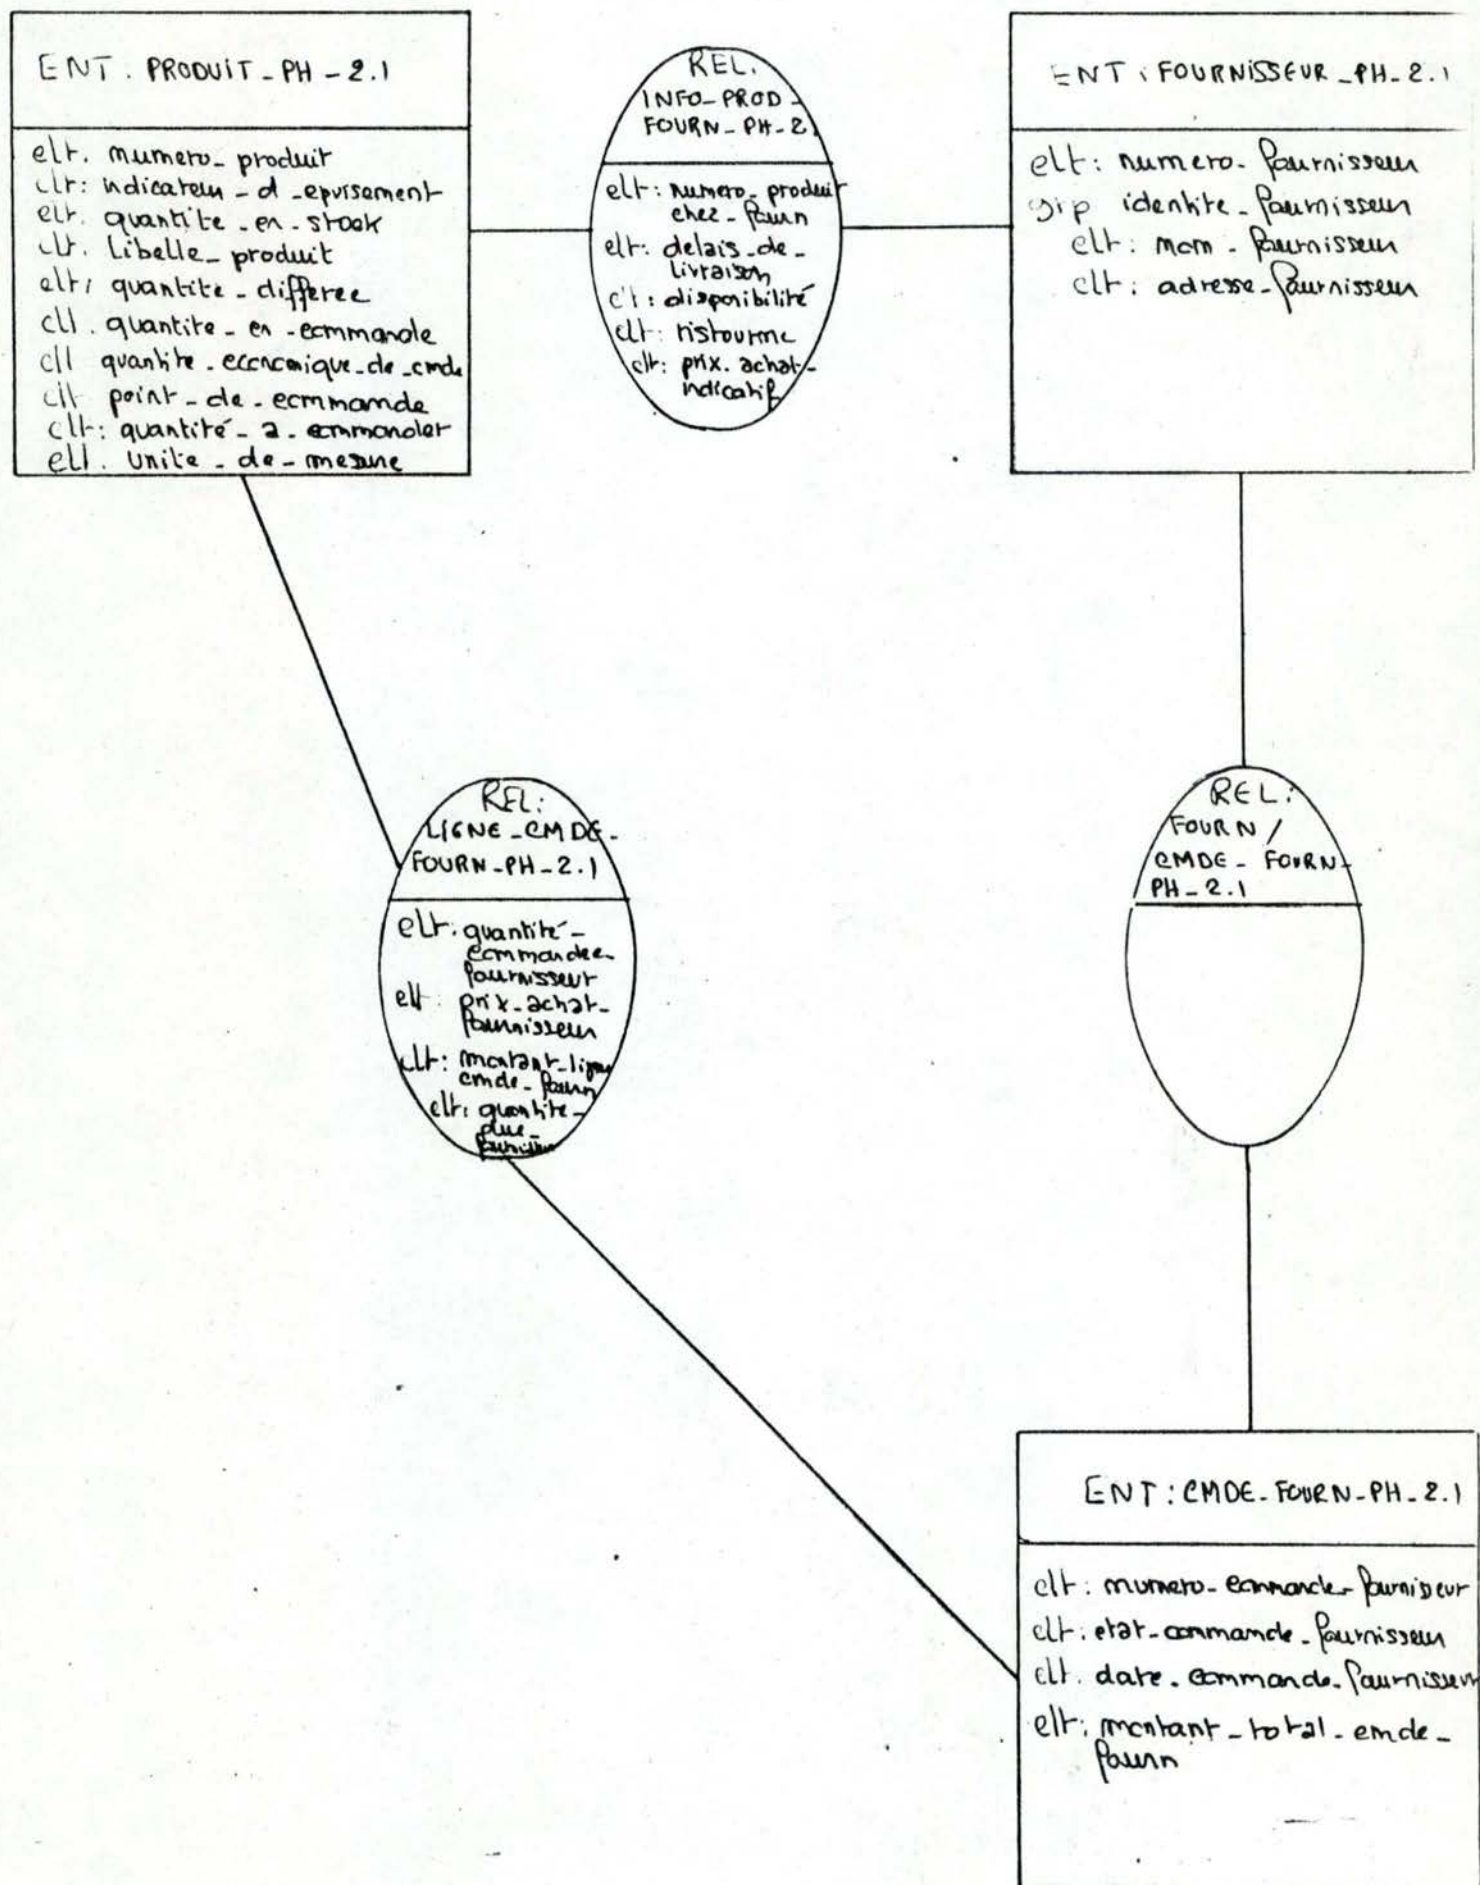 ENT. PRODUIT_PH_2.1
elt. numero_produit
elt: indicateur_d_epuisement
elt. quantite_en_stock
elt. Libelle_produit
elt: quantite_differee
elt. quantite_en_commande
elt quantite_economique_de_cmde
elt point_de_commande
elt: quantité_a_commander
elt. unite_de_mesure
REL.
INFO_PROD_
FOURN_PH_2.
elt: numero_produit
chez_fourn
elt: delais_de_
livraison
elt: disponibilité
elt: ristourne
elt: prix_achat_
indicatif
ENT: FOURNISSEUR_PH_2.1
elt: numero_fournisseur
grp identite_fournisseur
elt: nom_fournisseur
elt: adresse_fournisseur
REL:
LIGNE_CMDE_
FOURN_PH_2.1
elt. quantité_
commandee_
fournisseur
elt: prix_achat_
fournisseur
elt: montant_ligne
cmde_fourn
elt: quantite_
due_
fournisseur
REL:
FOURN /
CMDE_FOURN_
PH_2.1
ENT: CMDE_FOURN_PH_2.1
elt: numero_commande_fournisseur
elt: etat_commande_fournisseur
elt. date_commande_fournisseur
elt: montant_total_cmde_
fourn